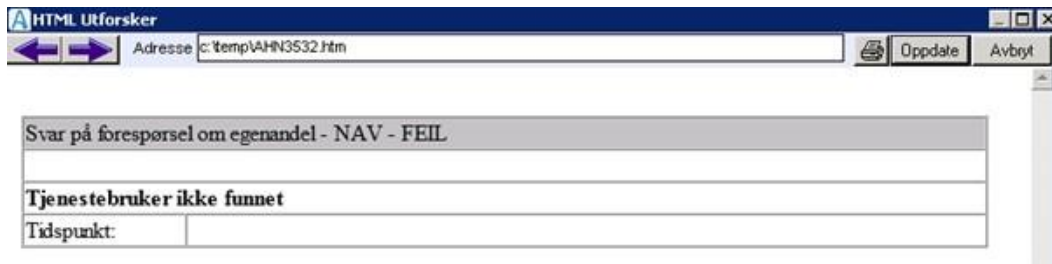 HTML Utforsker
Adresse c:\temp\AHN3532.htm Oppdate Avbryt
Svar på forespørsel om egenandel - NAV - FEIL
Tjenestebruker ikke funnet
Tidspunkt: